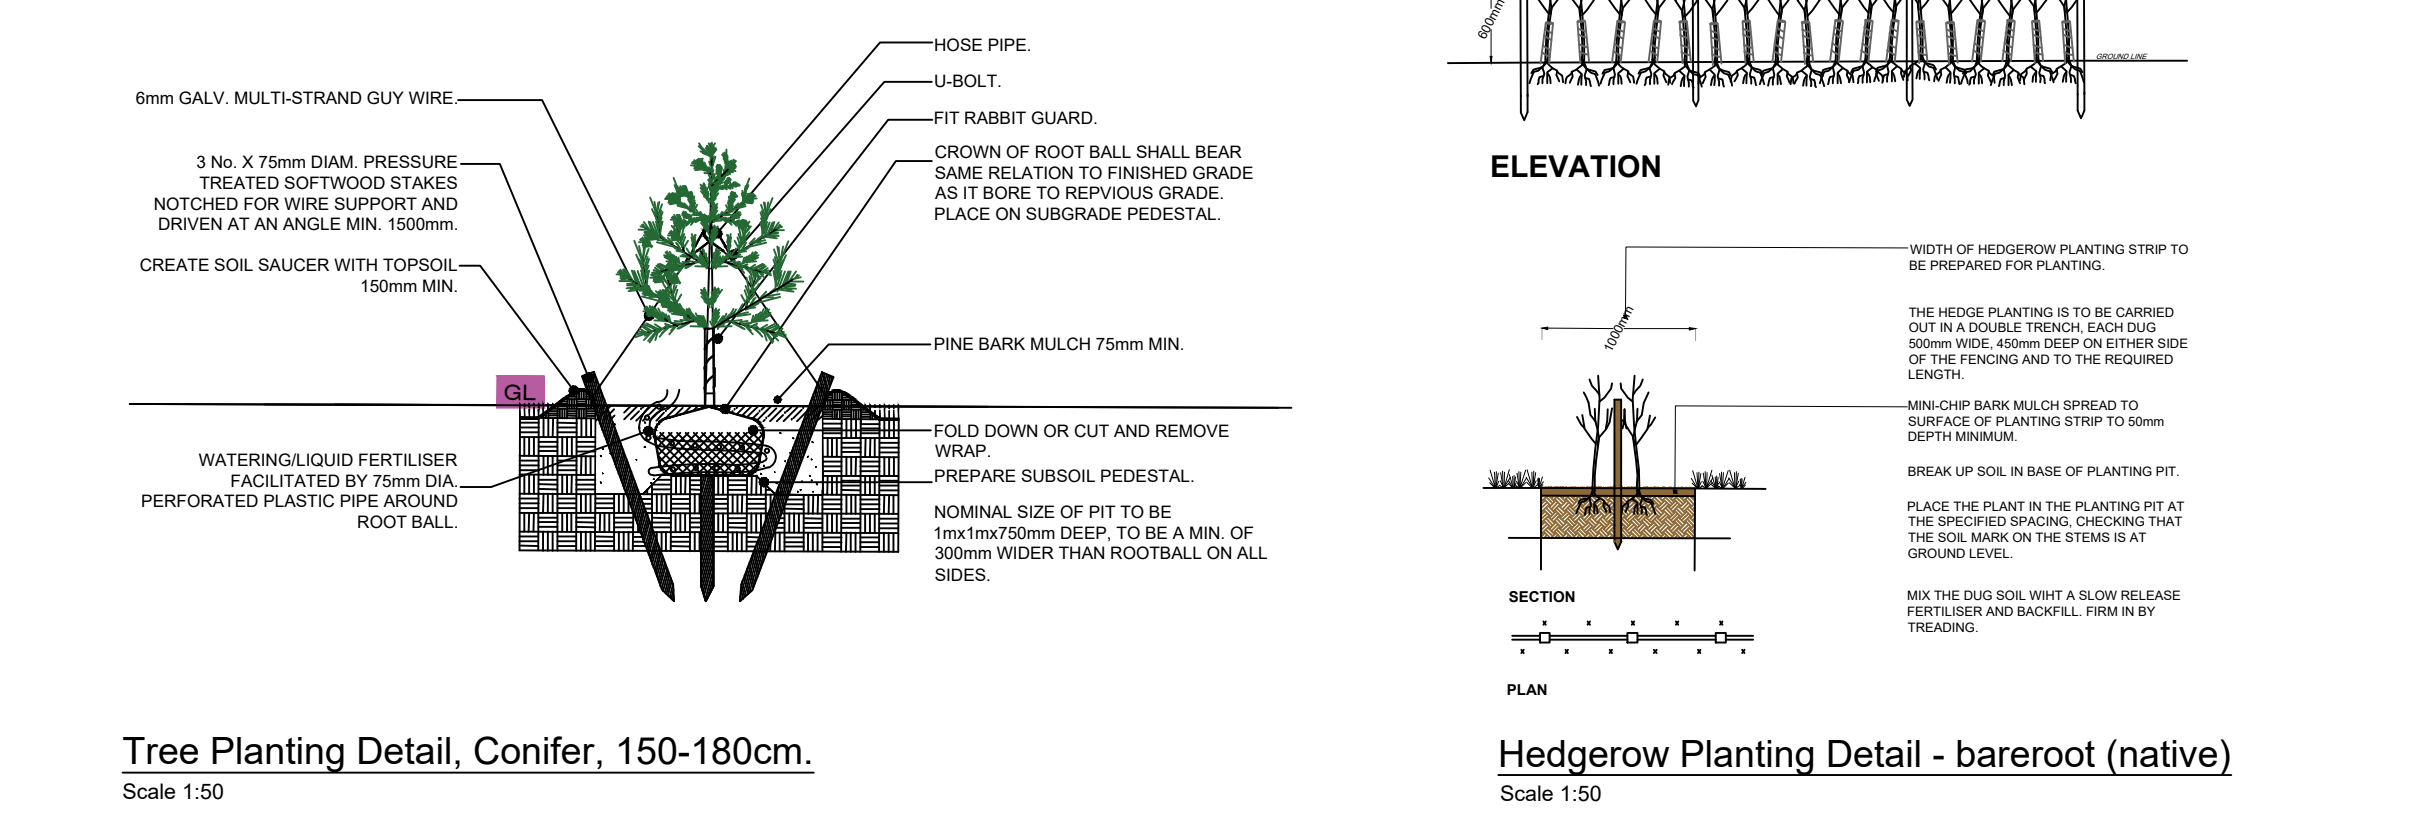 HOSE PIPE.
U-BOLT.
6mm GALV. MULTI-STRAND GUY WIRE.
FIT RABBIT GUARD.
3 No. X 75mm DIAM. PRESSURE
TREATED SOFTWOOD STAKES
NOTCHED FOR WIRE SUPPORT AND
DRIVEN AT AN ANGLE MIN. 1500mm.
CROWN OF ROOT BALL SHALL BEAR
SAME RELATION TO FINISHED GRADE
AS IT BORE TO REPVIOUS GRADE.
PLACE ON SUBGRADE PEDESTAL.
CREATE SOIL SAUCER WITH TOPSOIL
150mm MIN.
PINE BARK MULCH 75mm MIN.
GL
FOLD DOWN OR CUT AND REMOVE
WRAP.
WATERING/LIQUID FERTILISER
FACILITATED BY 75mm DIA.
PERFORATED PLASTIC PIPE AROUND
ROOT BALL.
PREPARE SUBSOIL PEDESTAL.
NOMINAL SIZE OF PIT TO BE
1mx1mx750mm DEEP, TO BE A MIN. OF
300mm WIDER THAN ROOTBALL ON ALL
SIDES.
Tree Planting Detail, Conifer, 150-180cm.
Scale 1:50
600mm
GROUND LINE
ELEVATION
WIDTH OF HEDGEROW PLANTING STRIP TO
BE PREPARED FOR PLANTING.
1000mm
THE HEDGE PLANTING IS TO BE CARRIED
OUT IN A DOUBLE TRENCH, EACH DUG
500mm WIDE, 450mm DEEP ON EITHER SIDE
OF THE FENCING AND TO THE REQUIRED
LENGTH.
MINI-CHIP BARK MULCH SPREAD TO
SURFACE OF PLANTING STRIP TO 50mm
DEPTH MINIMUM.
BREAK UP SOIL IN BASE OF PLANTING PIT.
PLACE THE PLANT IN THE PLANTING PIT AT
THE SPECIFIED SPACING, CHECKING THAT
THE SOIL MARK ON THE STEMS IS AT
GROUND LEVEL.
MIX THE DUG SOIL WIHT A SLOW RELEASE
FERTILISER AND BACKFILL. FIRM IN BY
TREADING.
SECTION
x x x x x
x x x x x x
PLAN
Hedgerow Planting Detail - bareroot (native)
Scale 1:50